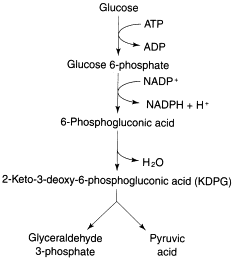 Glucose
ATP
ADP
Glucose 6-phosphate
NADP+
NADPH + H+
6-Phosphogluconic acid
H2O
2-Keto-3-deoxy-6-phosphogluconic acid (KDPG)
Glyceraldehyde
3-phosphate
Pyruvic
acid